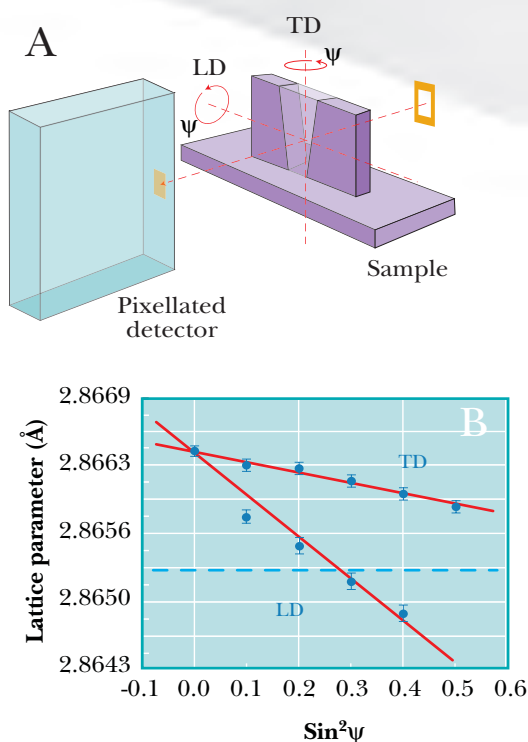 A
TD
ψ
LD
ψ
Sample
Pixellated
detector
B
Lattice parameter (Å)
2.8669
2.8663
2.8656
2.8650
2.8643
TD
LD
-0.1 0.0 0.1 0.2 0.3 0.4 0.5 0.6
Sin²ψ